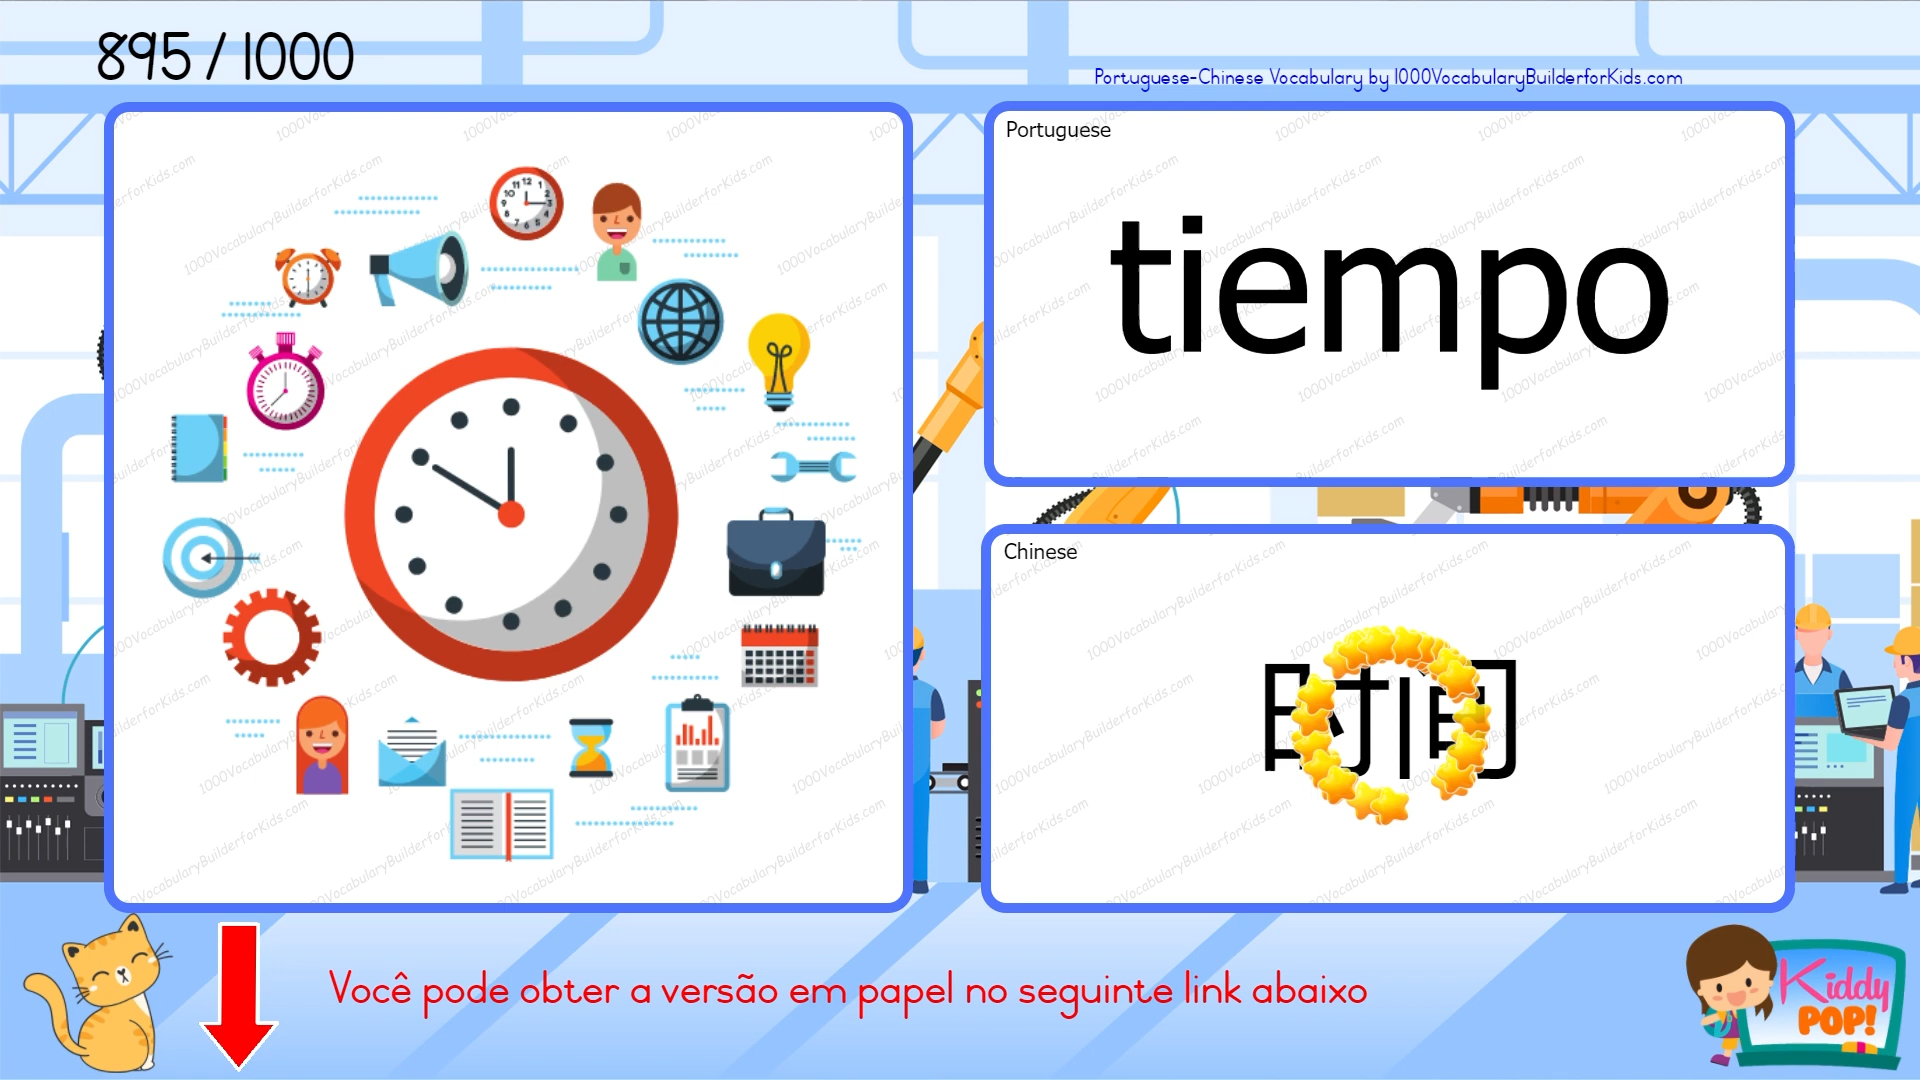 895 / 1000
Portuguese-Chinese Vocabulary by 1000VocabularyBuilderforKids.com
Portuguese
tiempo
Chinese
时间
Você pode obter a versão em papel no seguinte link abaixo
Kiddy
POP!